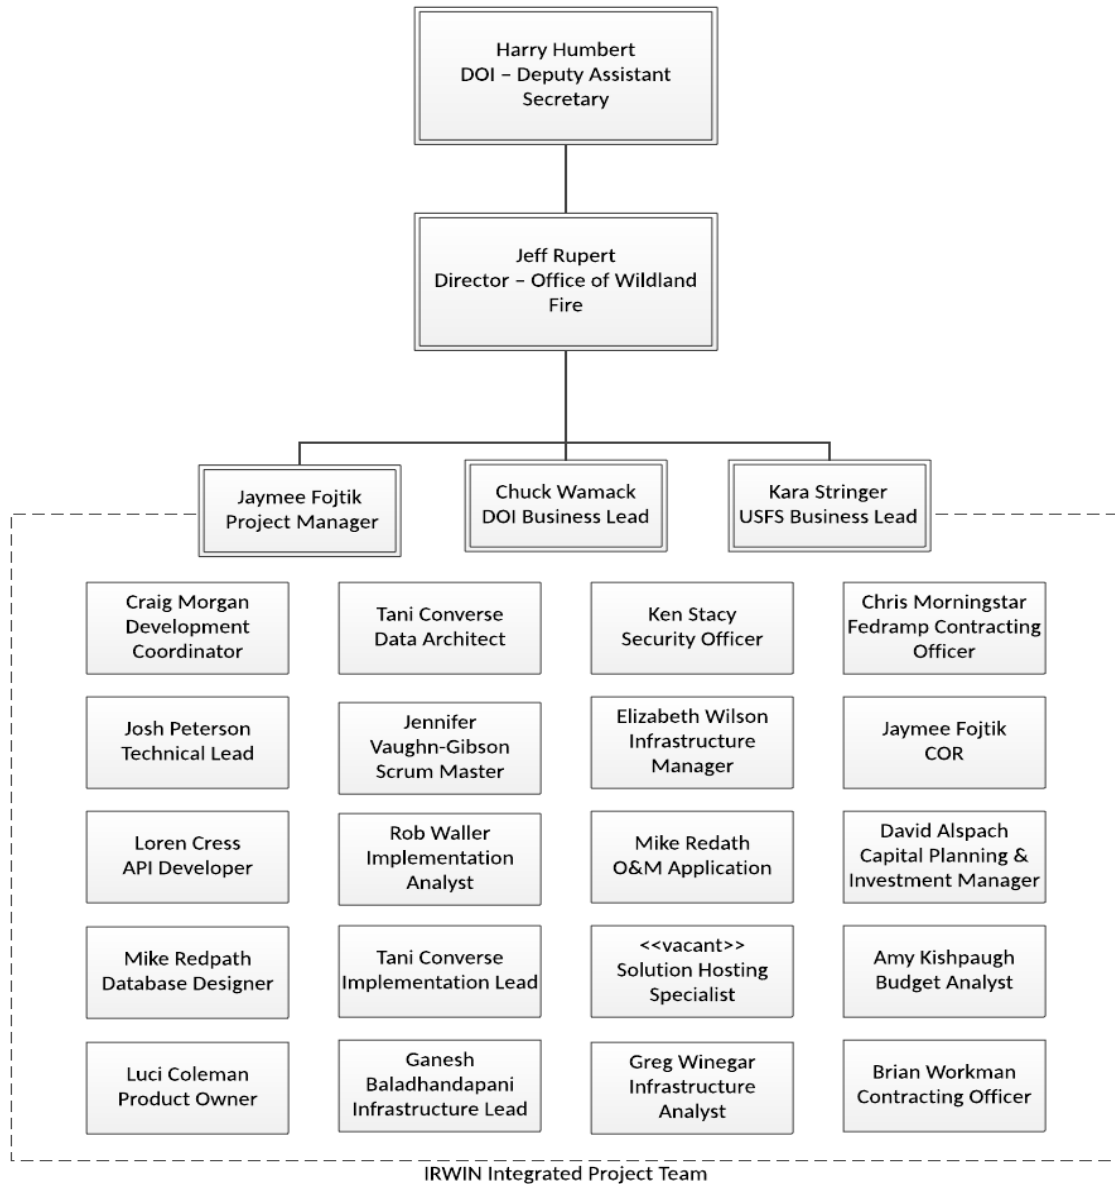 Harry Humbert
DOI – Deputy Assistant
Secretary
Jeff Rupert
Director – Office of Wildland
Fire
Jaymee Fojtik
Project Manager
Chuck Wamack
DOI Business Lead
Kara Stringer
USFS Business Lead
Craig Morgan
Development
Coordinator
Tani Converse
Data Architect
Ken Stacy
Security Officer
Chris Morningstar
Fedramp Contracting
Officer
Josh Peterson
Technical Lead
Jennifer
Vaughn-Gibson
Scrum Master
Elizabeth Wilson
Infrastructure
Manager
Jaymee Fojtik
COR
Loren Cress
API Developer
Rob Waller
Implementation
Analyst
Mike Redath
O&M Application
David Alspach
Capital Planning &
Investment Manager
Mike Redpath
Database Designer
Tani Converse
Implementation Lead
<<vacant>>
Solution Hosting
Specialist
Amy Kishpaugh
Budget Analyst
Luci Coleman
Product Owner
Ganesh
Baladhandapani
Infrastructure Lead
Greg Winegar
Infrastructure
Analyst
Brian Workman
Contracting Officer
IRWIN Integrated Project Team